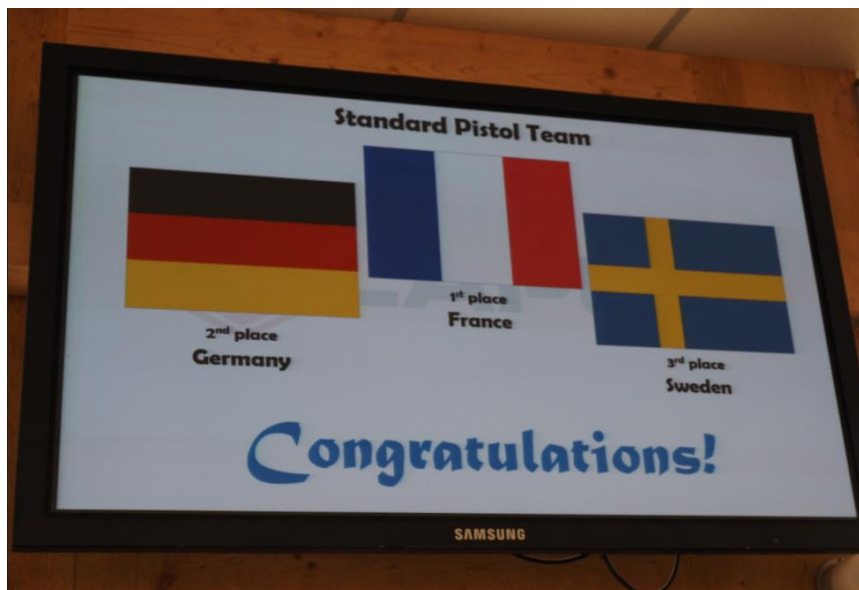 Standard Pistol Team
1st place
France
2nd place
Germany
3rd place
Sweden
Congratulations!
SAMSUNG